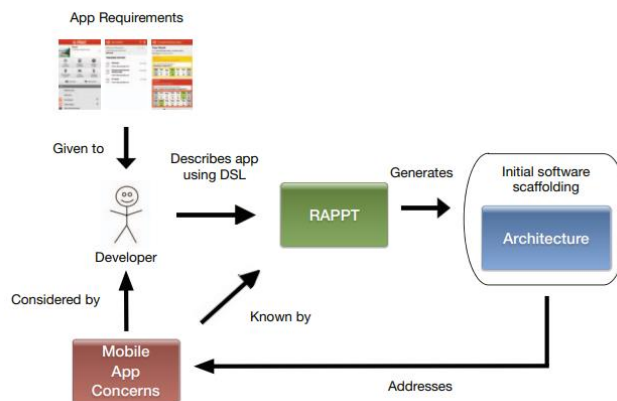 App Requirements
Given to
Describes app
using DSL
Generates
Initial software
scaffolding
RAPPT
Architecture
Developer
Considered by
Known by
Mobile
App
Concerns
Addresses